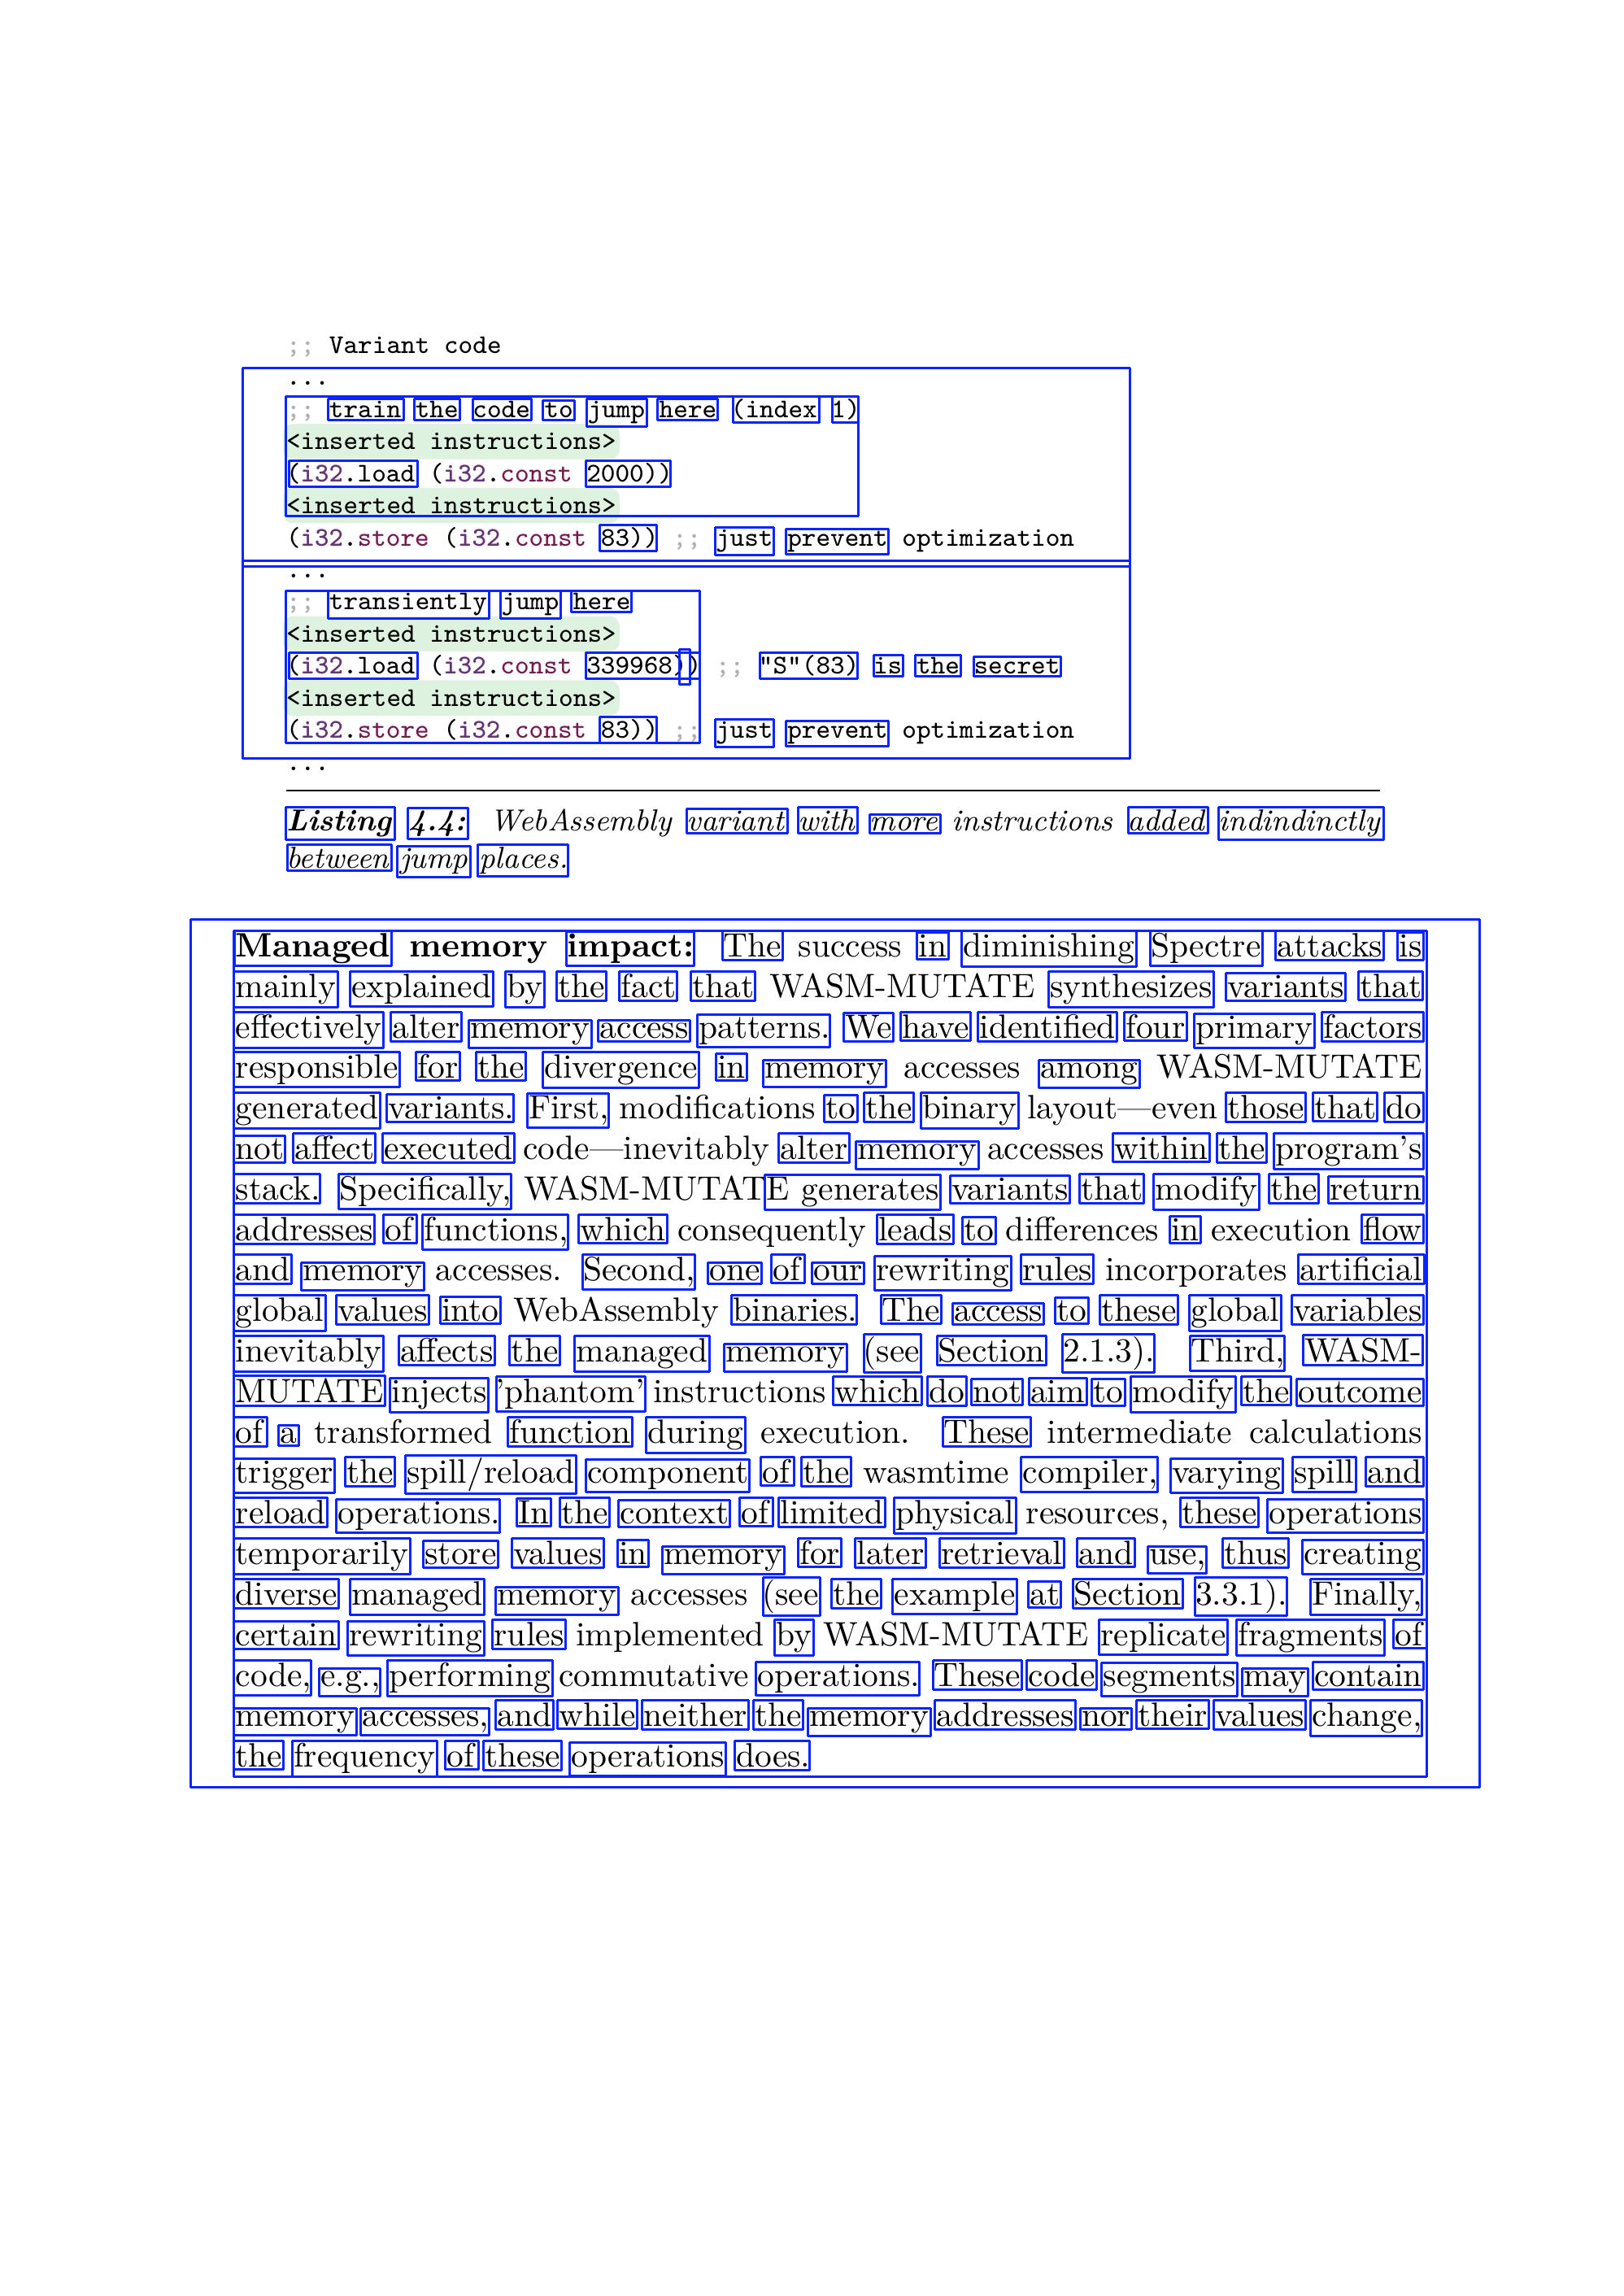 ;; Variant code
...
;; train the code to jump here (index 1)
<inserted instructions>
(i32.load (i32.const 2000))
<inserted instructions>
(i32.store (i32.const 83)) ;; just prevent optimization
...
;; transiently jump here
<inserted instructions>
(i32.load (i32.const 339968)) ;; "S"(83) is the secret
<inserted instructions>
(i32.store (i32.const 83)) ;; just prevent optimization
...
Listing 4.4: WebAssembly variant with more instructions added indindinctly
between jump places.
Managed memory impact: The success in diminishing Spectre attacks is
mainly explained by the fact that WASM-MUTATE synthesizes variants that
effectively alter memory access patterns. We have identified four primary factors
responsible for the divergence in memory accesses among WASM-MUTATE
generated variants. First, modifications to the binary layout—even those that do
not affect executed code—inevitably alter memory accesses within the program's
stack. Specifically, WASM-MUTATE generates variants that modify the return
addresses of functions, which consequently leads to differences in execution flow
and memory accesses. Second, one of our rewriting rules incorporates artificial
global values into WebAssembly binaries. The access to these global variables
inevitably affects the managed memory (see Section 2.1.3). Third, WASM-
MUTATE injects 'phantom' instructions which do not aim to modify the outcome
of a transformed function during execution. These intermediate calculations
trigger the spill/reload component of the wasmtime compiler, varying spill and
reload operations. In the context of limited physical resources, these operations
temporarily store values in memory for later retrieval and use, thus creating
diverse managed memory accesses (see the example at Section 3.3.1). Finally,
certain rewriting rules implemented by WASM-MUTATE replicate fragments of
code, e.g., performing commutative operations. These code segments may contain
memory accesses, and while neither the memory addresses nor their values change,
the frequency of these operations does.